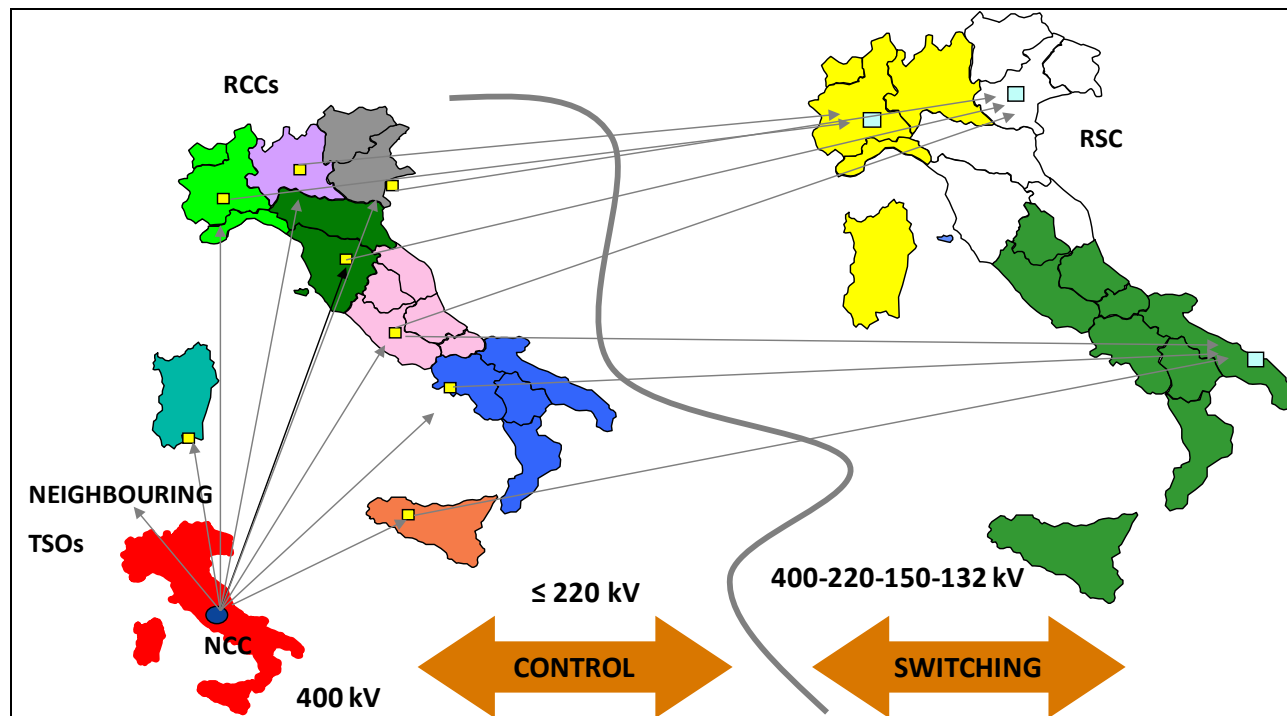 RCCs
RSC
NEIGHBOURING
TSOs
NCC
400 kV
≤ 220 kV
400-220-150-132 kV
CONTROL
SWITCHING